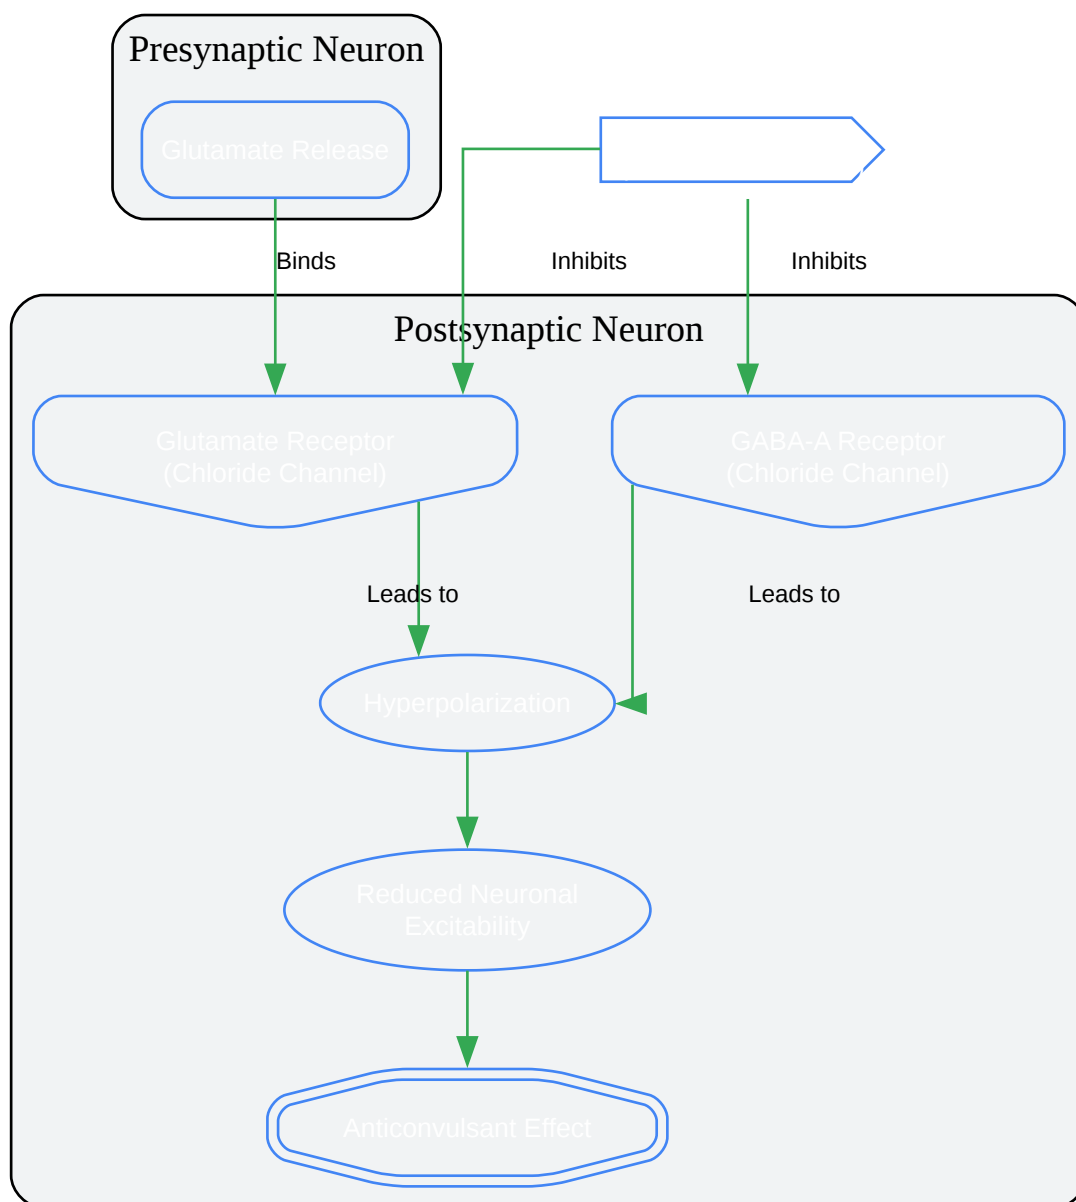 Presynaptic Neuron
Glutamate Release
Binds
Inhibits
Inhibits
Postsynaptic Neuron
Glutamate Receptor
(Chloride Channel)
GABA-A Receptor
(Chloride Channel)
Leads to
Leads to
Hyperpolarization
Reduced Neuronal
Excitability
Anticonvulsant Effect